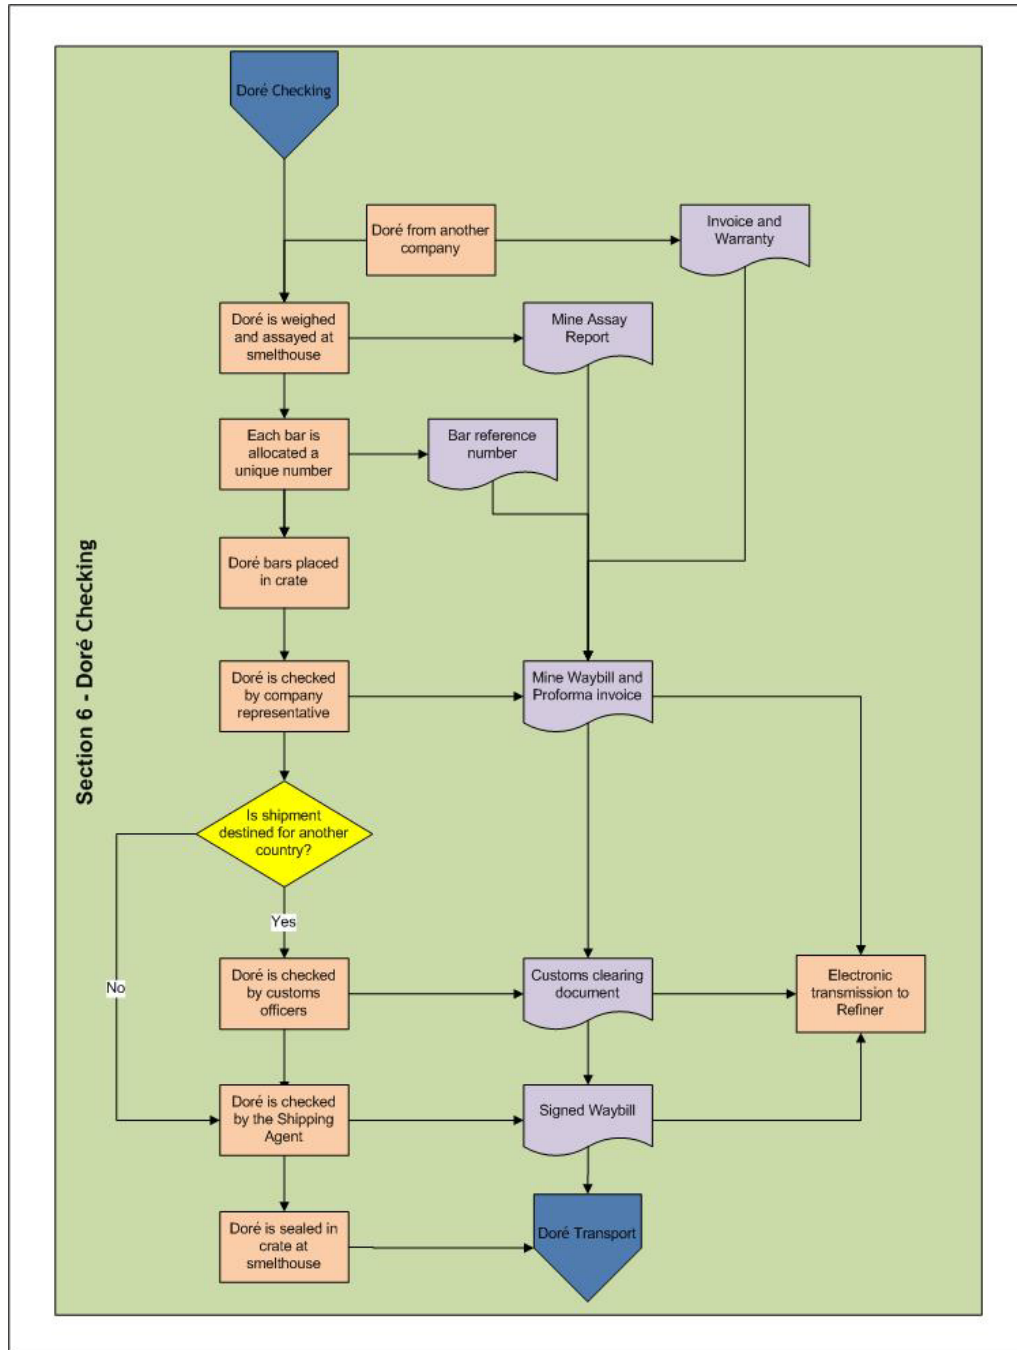 Doré Checking
Doré from another
company
Invoice and
Warranty
Doré is weighed
and assayed at
smelthouse
Mine Assay
Report
Each bar is
allocated a
unique number
Bar reference
number
Doré bars placed
in crate
Section 6 - Doré Checking
Doré is checked
by company
representative
Mine Waybill and
Proforma invoice
Is shipment
destined for another
country?
Yes
No
Doré is checked
by customs
officers
Customs clearing
document
Electronic
transmission to
Refiner
Doré is checked
by the Shipping
Agent
Signed Waybill
Doré is sealed in
crate at
smelthouse
Doré Transport